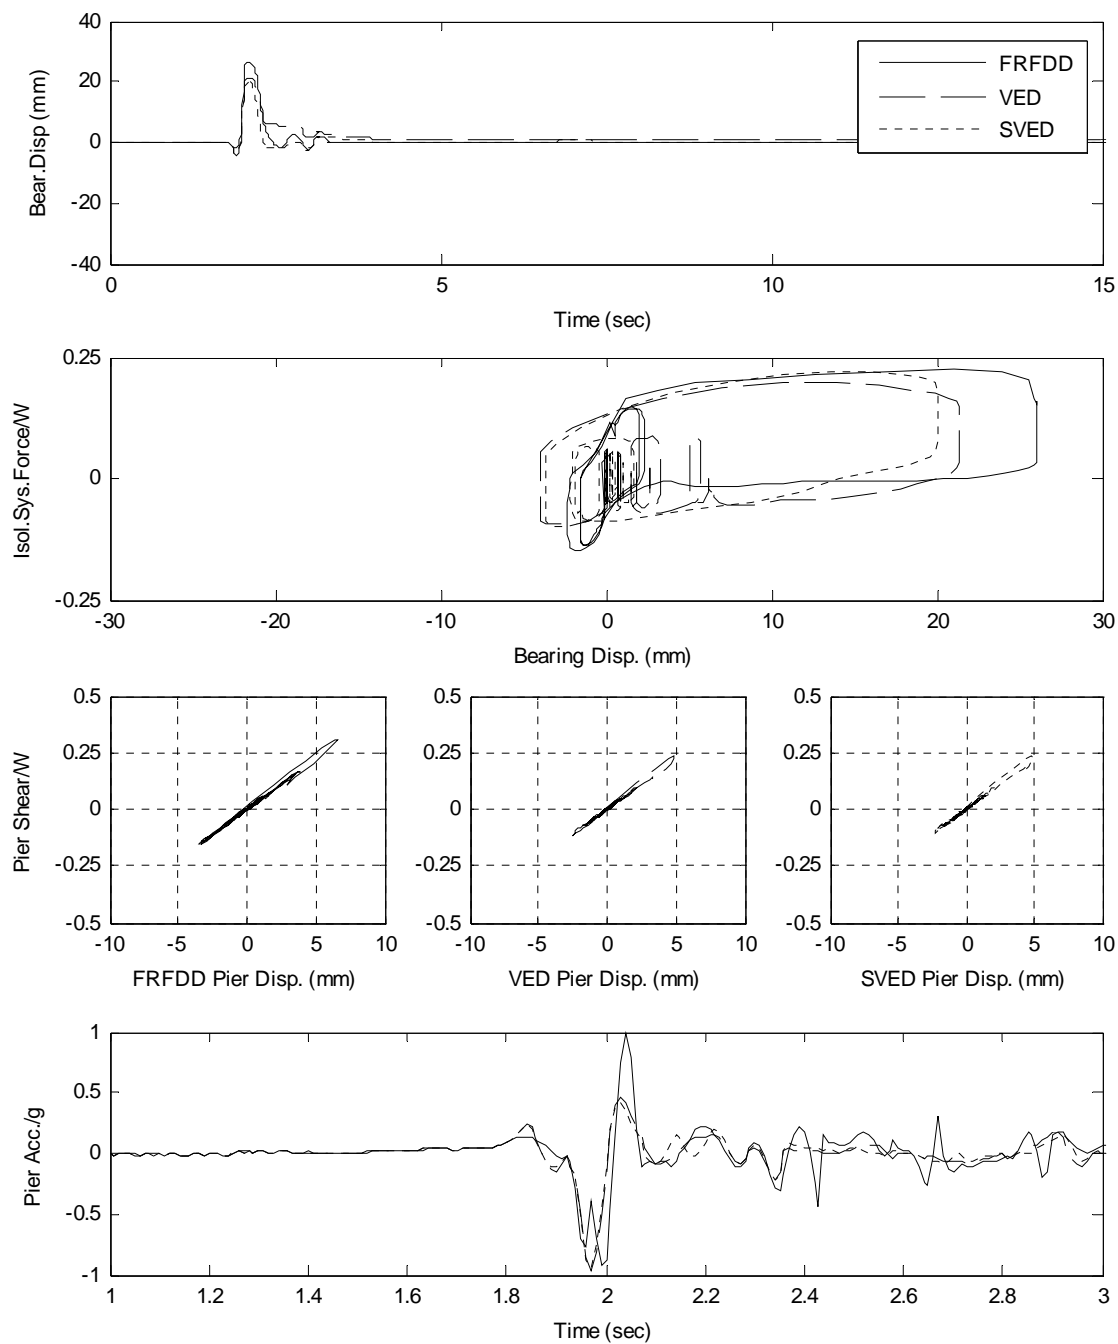 40
20
0
-20
-40
Bear.Disp (mm)
FRFDD
VED
SVED
0 5 10 15
Time (sec)
0.25
0
-0.25
Isol.Sys.Force/W
-30 -20 -10 0 10 20 30
Bearing Disp. (mm)
0.5
0.25
0
-0.25
-0.5
Pier Shear/W
-10 -5 0 5 10
FRFDD Pier Disp. (mm)
0.5
0.25
0
-0.25
-0.5
-10 -5 0 5 10
VED Pier Disp. (mm)
0.5
0.25
0
-0.25
-0.5
-10 -5 0 5 10
SVED Pier Disp. (mm)
1
0.5
0
-0.5
-1
Pier Acc./g
1 1.2 1.4 1.6 1.8 2 2.2 2.4 2.6 2.8 3
Time (sec)